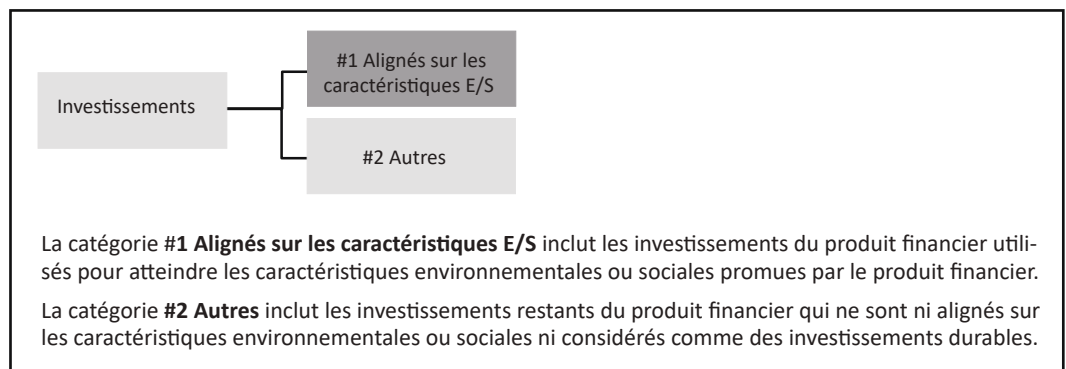 #1 Alignés sur les
caractéristiques E/S
Investissements
#2 Autres
La catégorie #1 Alignés sur les caractéristiques E/S inclut les investissements du produit financier utili-
sés pour atteindre les caractéristiques environnementales ou sociales promues par le produit financier.
La catégorie #2 Autres inclut les investissements restants du produit financier qui ne sont ni alignés sur
les caractéristiques environnementales ou sociales ni considérés comme des investissements durables.